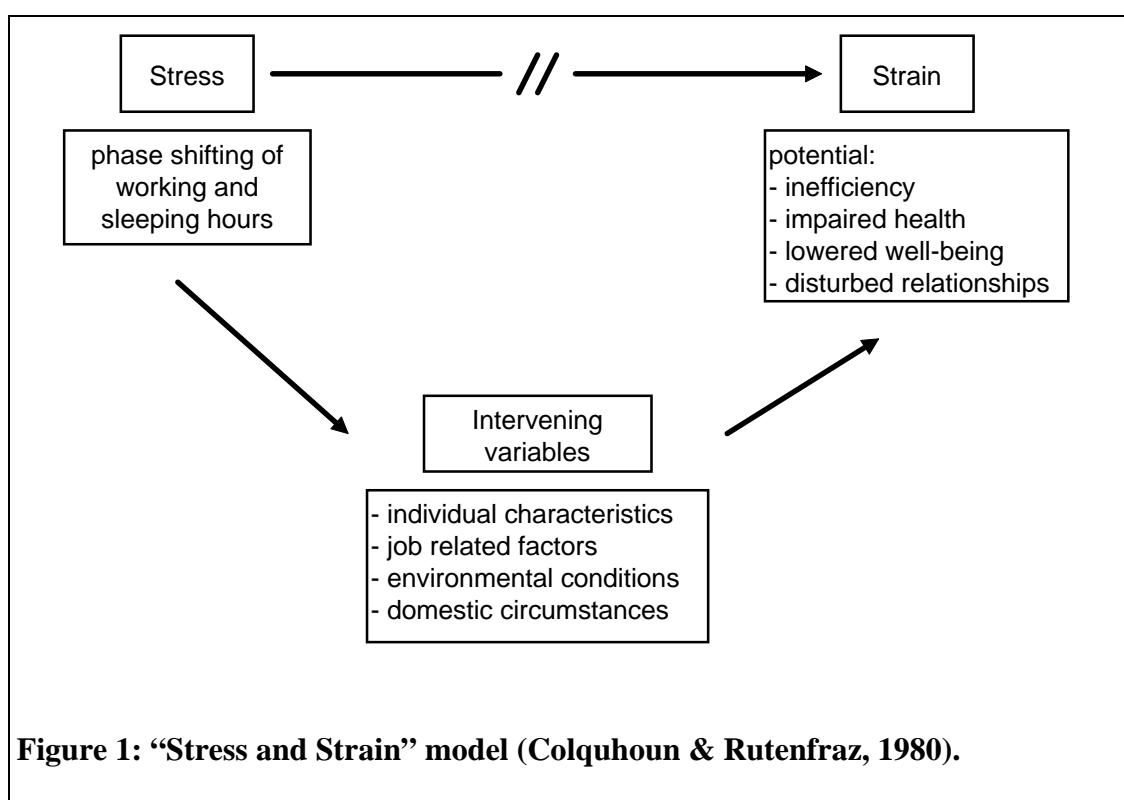 Stress
Strain
phase shifting of
working and
sleeping hours
potential:
- inefficiency
- impaired health
- lowered well-being
- disturbed relationships
Intervening
variables
- individual characteristics
- job related factors
- environmental conditions
- domestic circumstances
Figure 1: “Stress and Strain” model (Colquhoun & Rutenfraz, 1980).